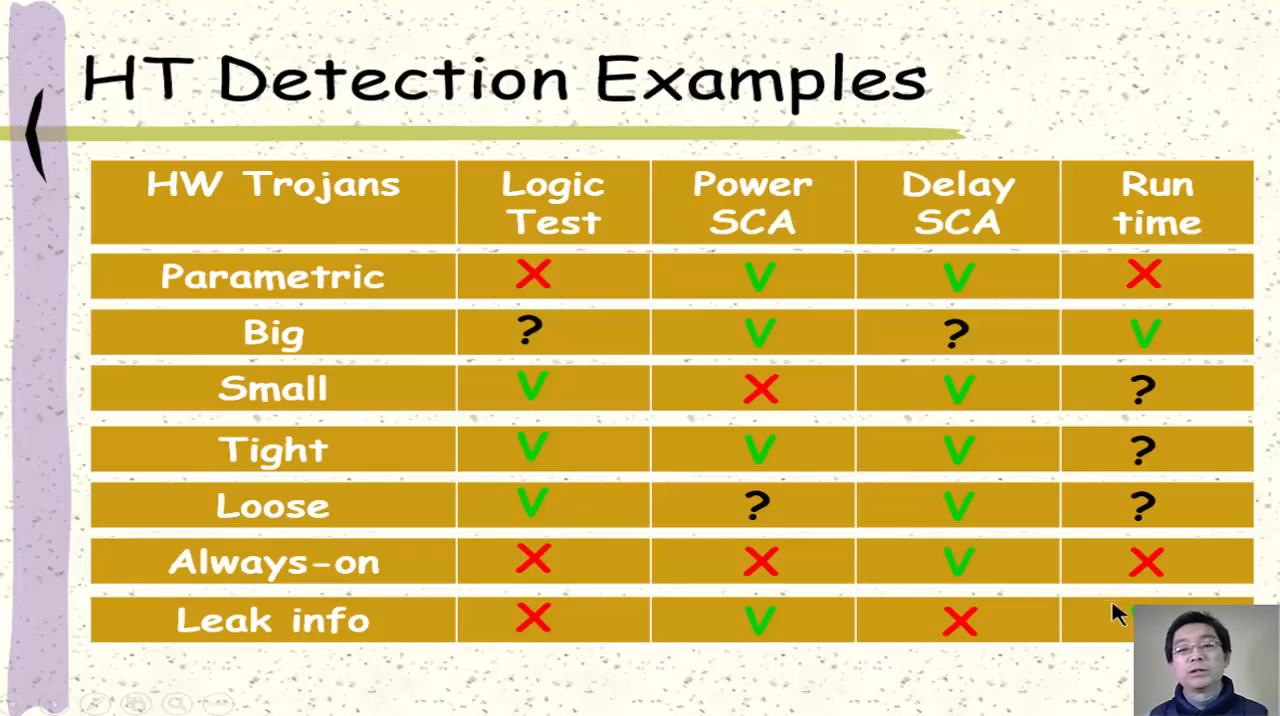 HT Detection Examples
HW Trojans Logic Test Power SCA Delay SCA Run time
Parametric X V V X
Big ? V ? V
Small V X V ?
Tight V V V ?
Loose V ? V ?
Always-on X X V X
Leak info X V X